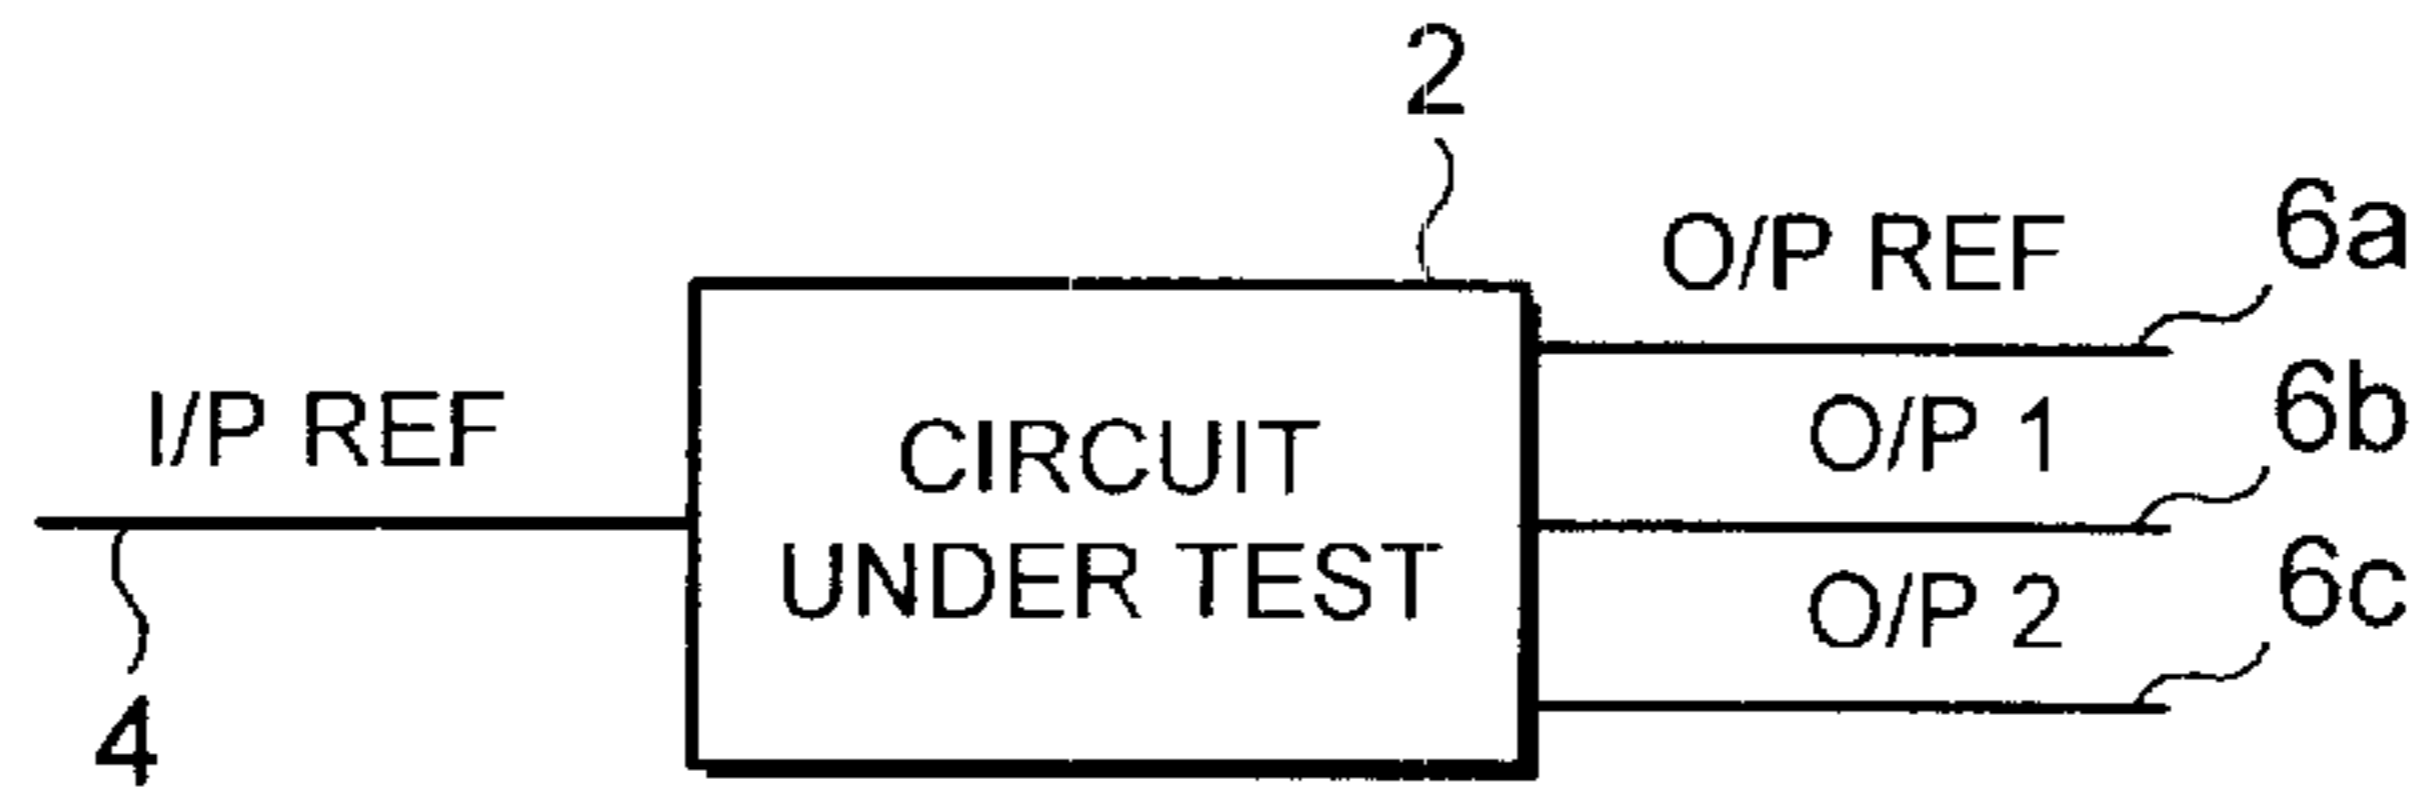 2
O/P REF
6a
I/P REF
O/P 1
6b
CIRCUIT
UNDER TEST
O/P 2
6c
4